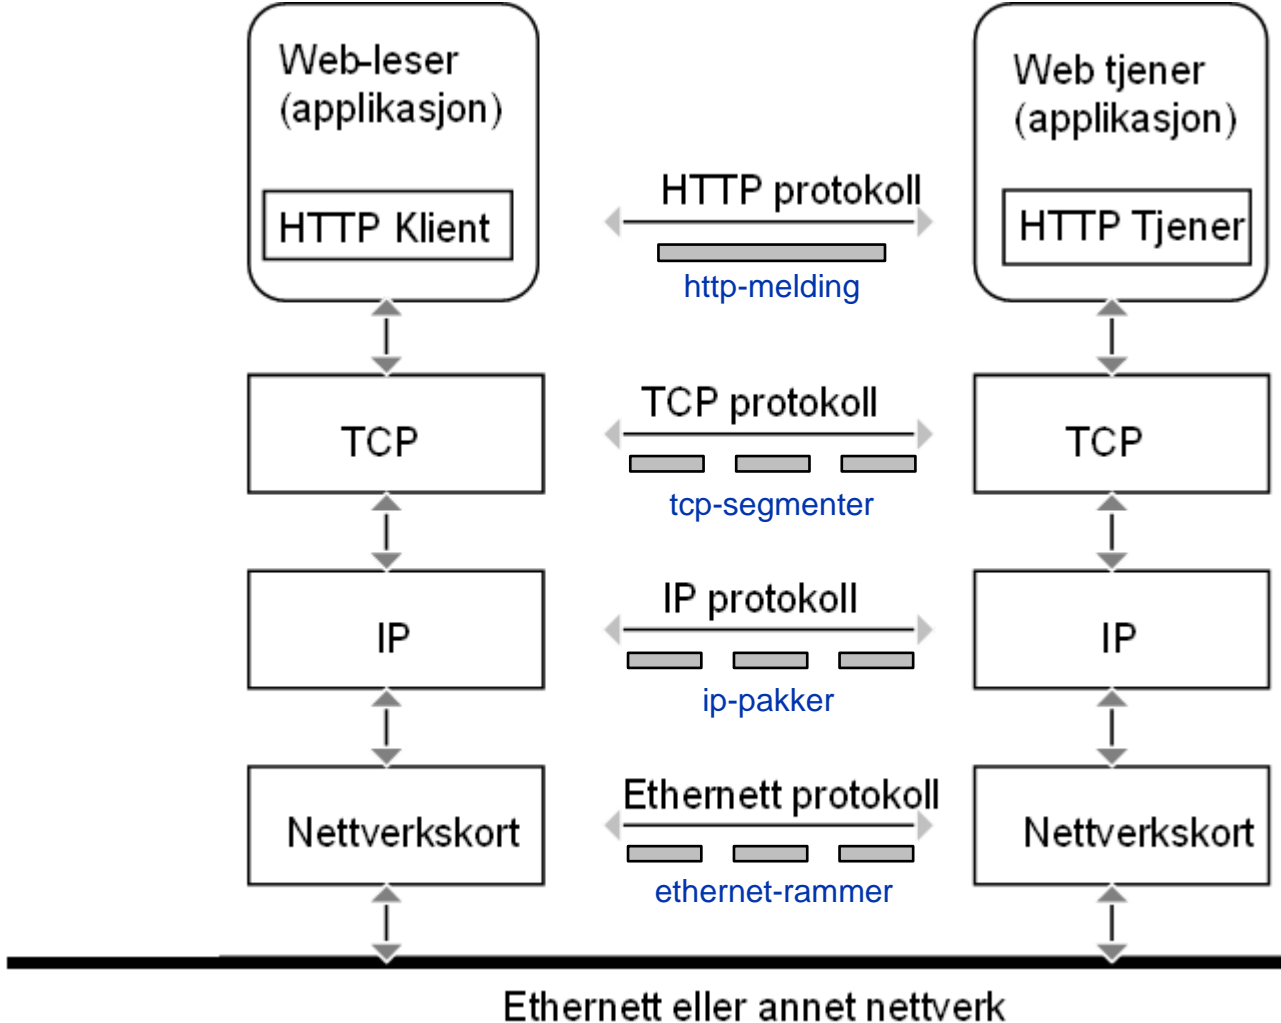 Web-leser
(applikasjon)
HTTP Klient
Web tjener
(applikasjon)
HTTP Tjener
HTTP protokoll
http-melding
TCP
TCP protokoll
tcp-segmenter
TCP
IP
IP protokoll
ip-pakker
IP
Nettverkskort
Ethernett protokoll
ethernet-rammer
Nettverkskort
Ethernett eller annet nettverk